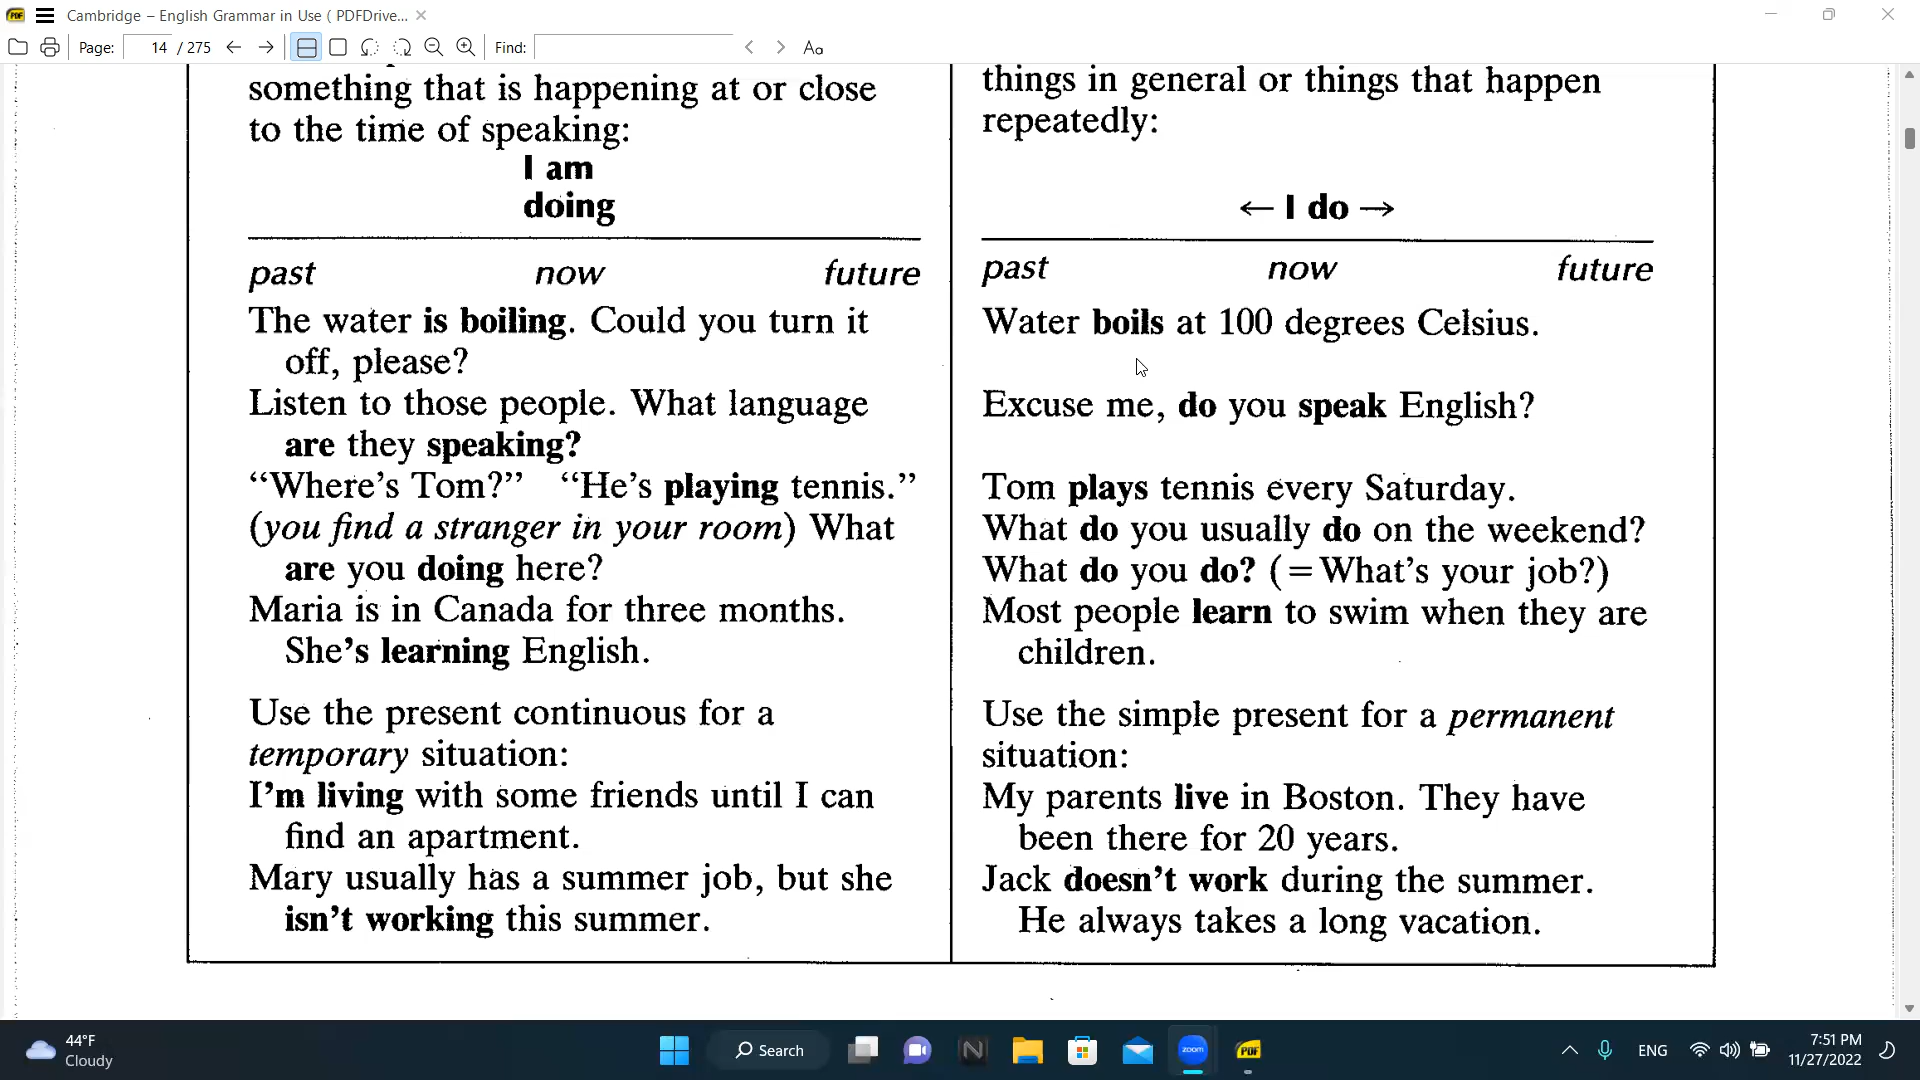 Cambridge – English Grammar in Use ( PDFDrive...
Page: 14 / 275 Find: Aa
something that is happening at or close
to the time of speaking:
I am
doing
past now future
The water is boiling. Could you turn it
off, please?
Listen to those people. What language
are they speaking?
“Where’s Tom?” “He’s playing tennis.”
(you find a stranger in your room) What
are you doing here?
Maria is in Canada for three months.
She’s learning English.
Use the present continuous for a
temporary situation:
I’m living with some friends until I can
find an apartment.
Mary usually has a summer job, but she
isn’t working this summer.
things in general or things that happen
repeatedly:
← I do →
past now future
Water boils at 100 degrees Celsius.
Excuse me, do you speak English?
Tom plays tennis every Saturday.
What do you usually do on the weekend?
What do you do? (=What’s your job?)
Most people learn to swim when they are
children.
Use the simple present for a permanent
situation:
My parents live in Boston. They have
been there for 20 years.
Jack doesn’t work during the summer.
He always takes a long vacation.
44°F
Cloudy
Search
zoom
PDF
ENG
7:51 PM
11/27/2022